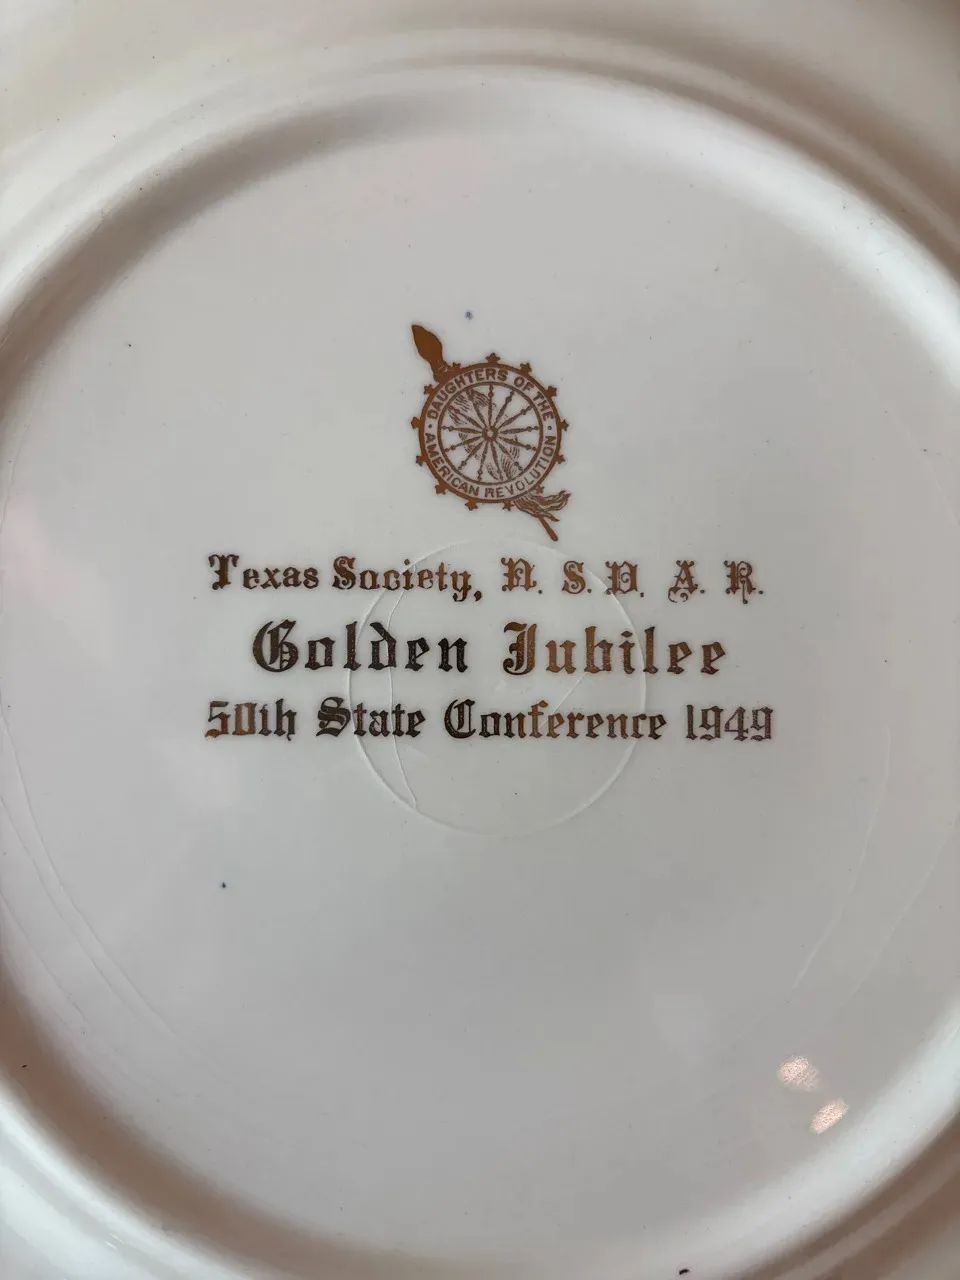 DAUGHTERS OF THE
AMERICAN REVOLUTION
Texas Society, N. S. D. A. R.
Golden Jubilee
50th State Conference 1949